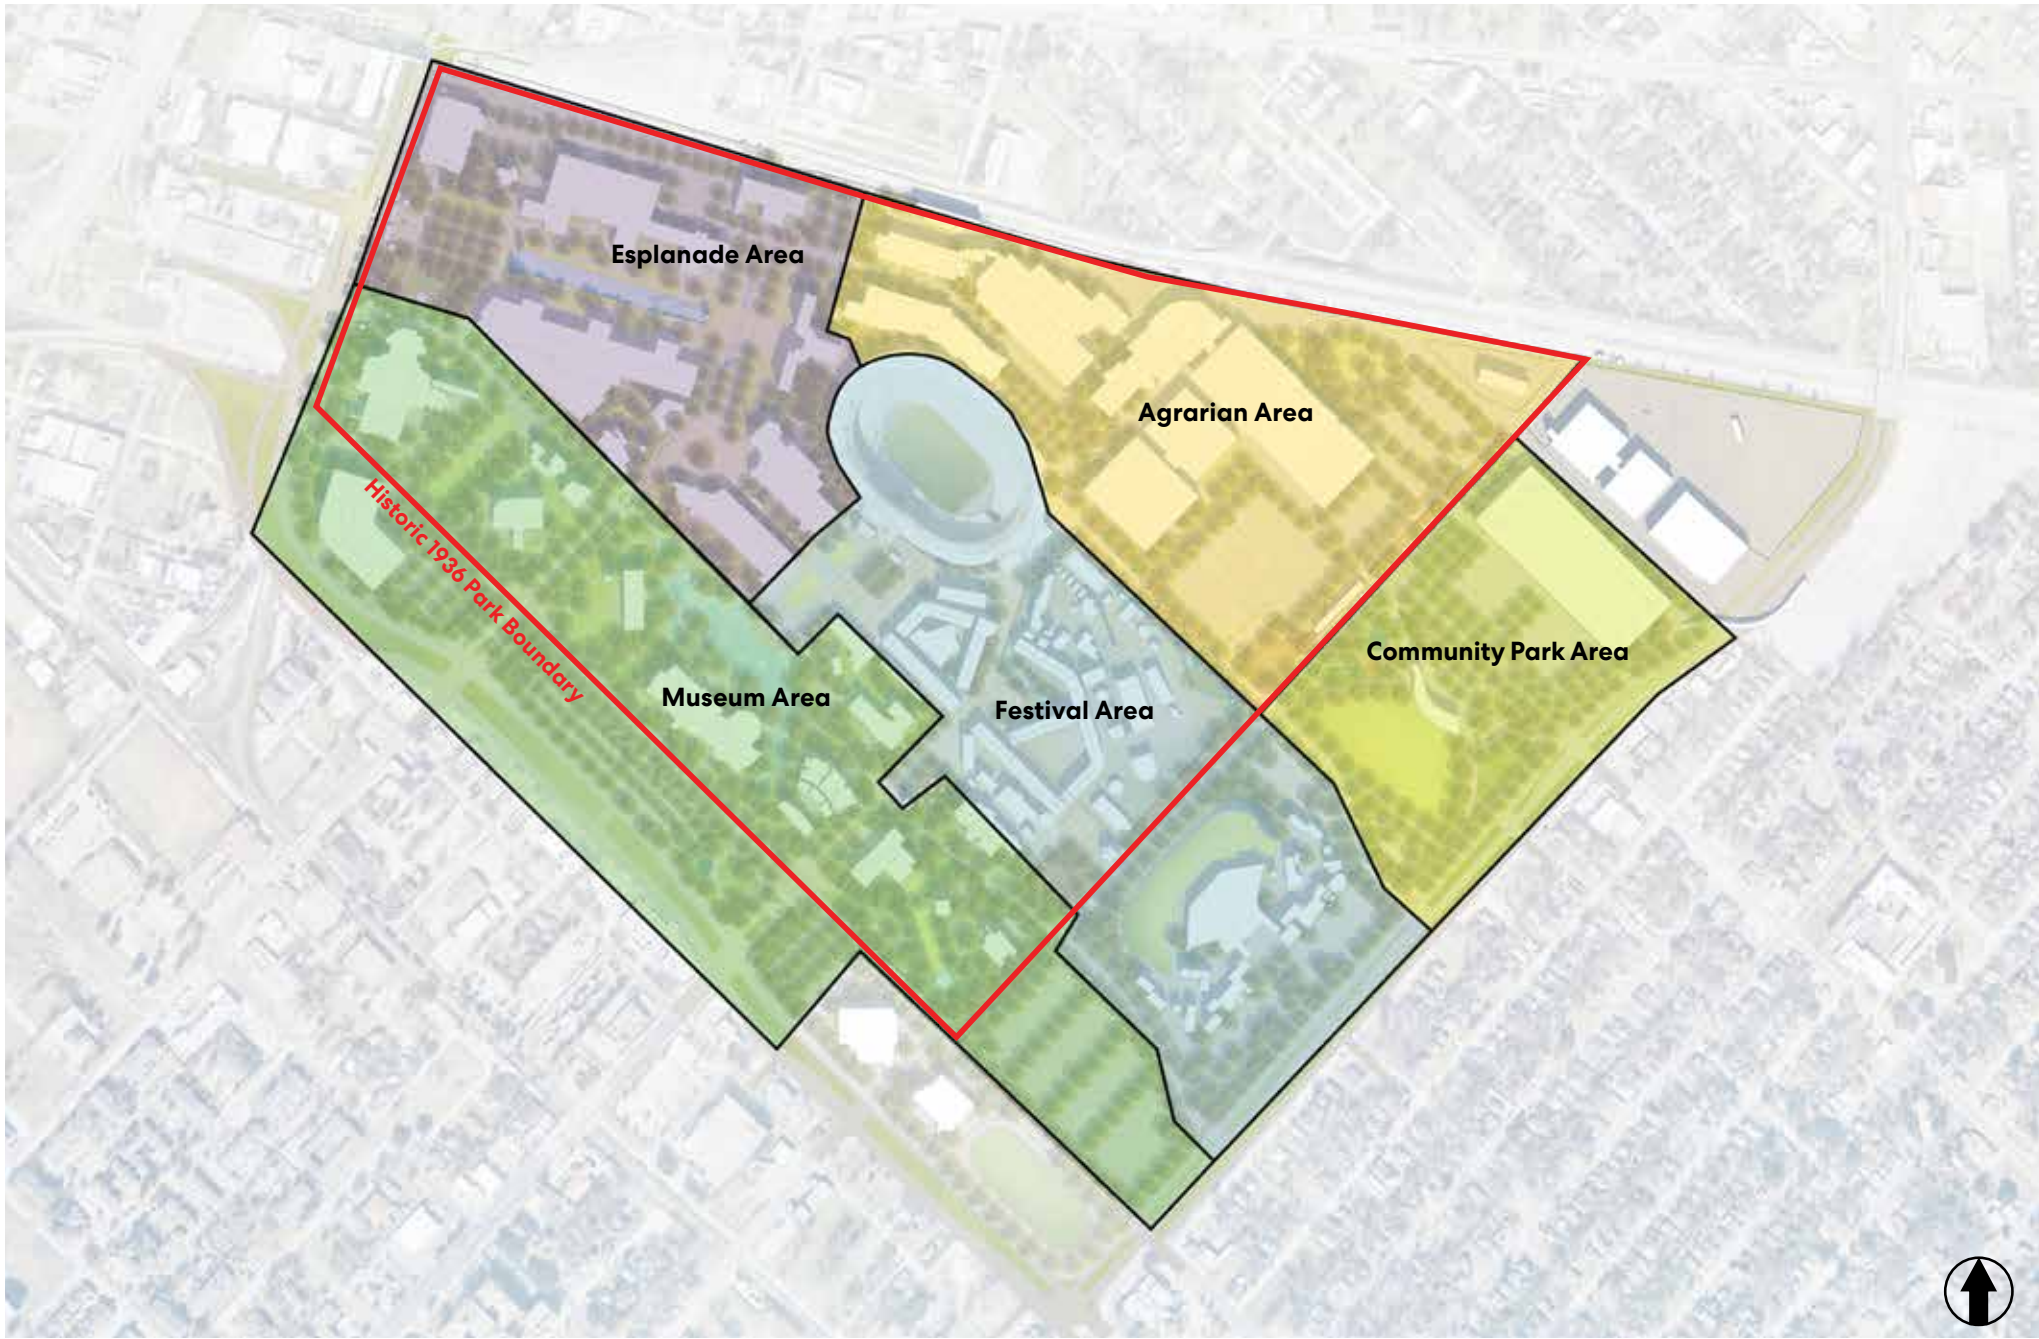 Esplanade Area
Agrarian Area
Historic 1936 Park Boundary
Community Park Area
Museum Area
Festival Area